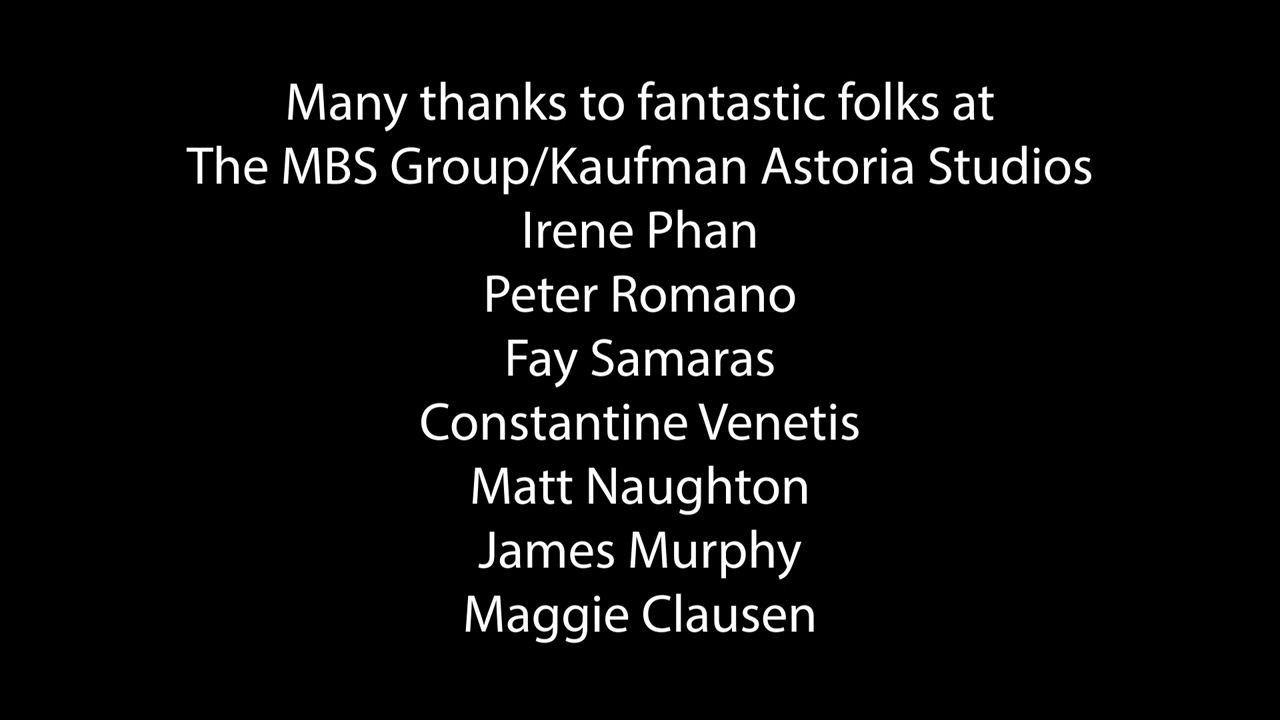 Many thanks to fantastic folks at
The MBS Group/Kaufman Astoria Studios
Irene Phan
Peter Romano
Fay Samaras
Constantine Venetis
Matt Naughton
James Murphy
Maggie Clausen